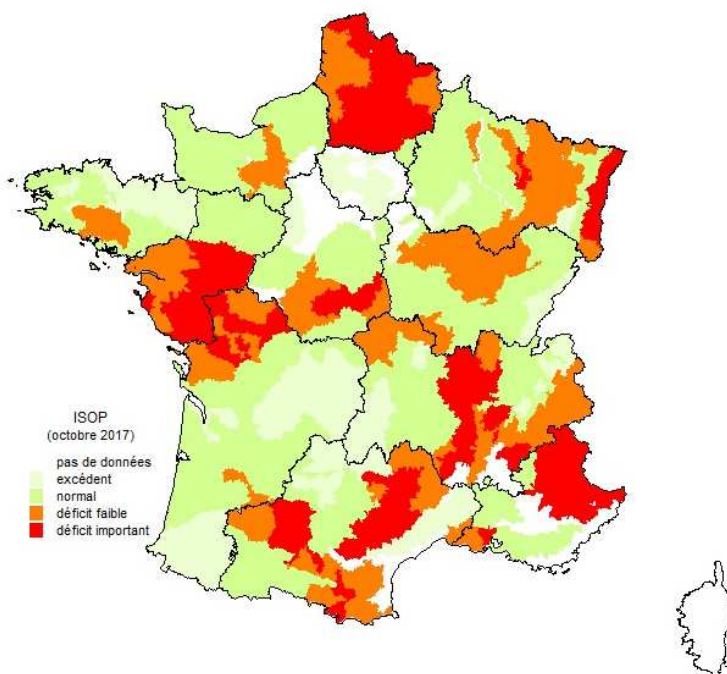 ISOP
(octobre 2017)
pas de données
excédent
normal
déficit faible
déficit important